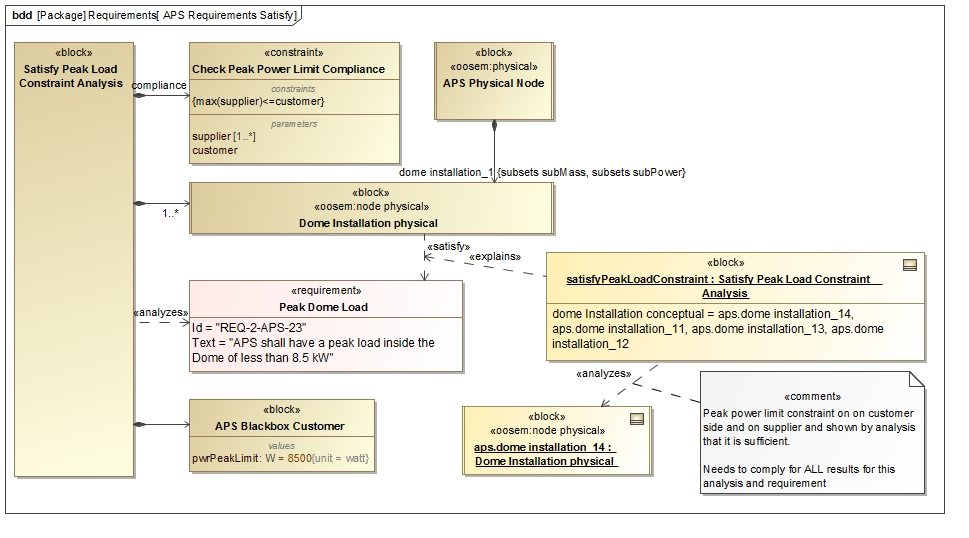 bdd [Package] Requirements[ APS Requirements Satisfy]
«block»
Satisfy Peak Load
Constraint Analysis
compliance
«constraint»
Check Peak Power Limit Compliance
constraints
{max(supplier)<=customer}
parameters
supplier [1..*]
customer
«block»
«oosem:physical»
APS Physical Node
dome installation_1 {subsets subMass, subsets subPower}
1..*
«block»
«oosem:node physical»
Dome Installation physical
«satisfy»
«explains»
«analyzes»
«requirement»
Peak Dome Load
Id = "REQ-2-APS-23"
Text = "APS shall have a peak load inside the
Dome of less than 8.5 kW"
«block»
satisfyPeakLoadConstraint : Satisfy Peak Load Constraint
Analysis
dome Installation conceptual = aps.dome installation_14,
aps.dome installation_11, aps.dome installation_13, aps.dome
installation_12
«analyzes»
«block»
APS Blackbox Customer
values
pwrPeakLimit: W = 8500{unit = watt}
«block»
«oosem:node physical»
aps.dome installation_14 :
Dome Installation physical
«comment»
Peak power limit constraint on on customer
side and on supplier and shown by analysis
that it is sufficient.
Needs to comply for ALL results for this
analysis and requirement